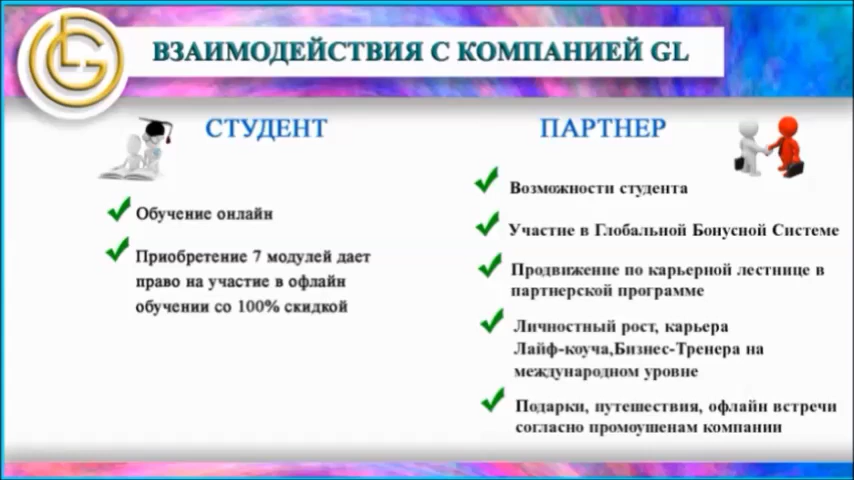 ВЗАИМОДЕЙСТВИЯ С КОМПАНИЕЙ GL
СТУДЕНТ
Обучение онлайн
Приобретение 7 модулей дает
право на участие в офлайн
обучении со 100% скидкой
ПАРТНЕР
Возможности студента
Участие в Глобальной Бонусной Системе
Продвижение по карьерной лестнице в
партнерской программе
Личностный рост, карьера
Лайф-коуча,Бизнес-Тренера на
международном уровне
Подарки, путешествия, офлайн встречи
согласно промоушенам компании